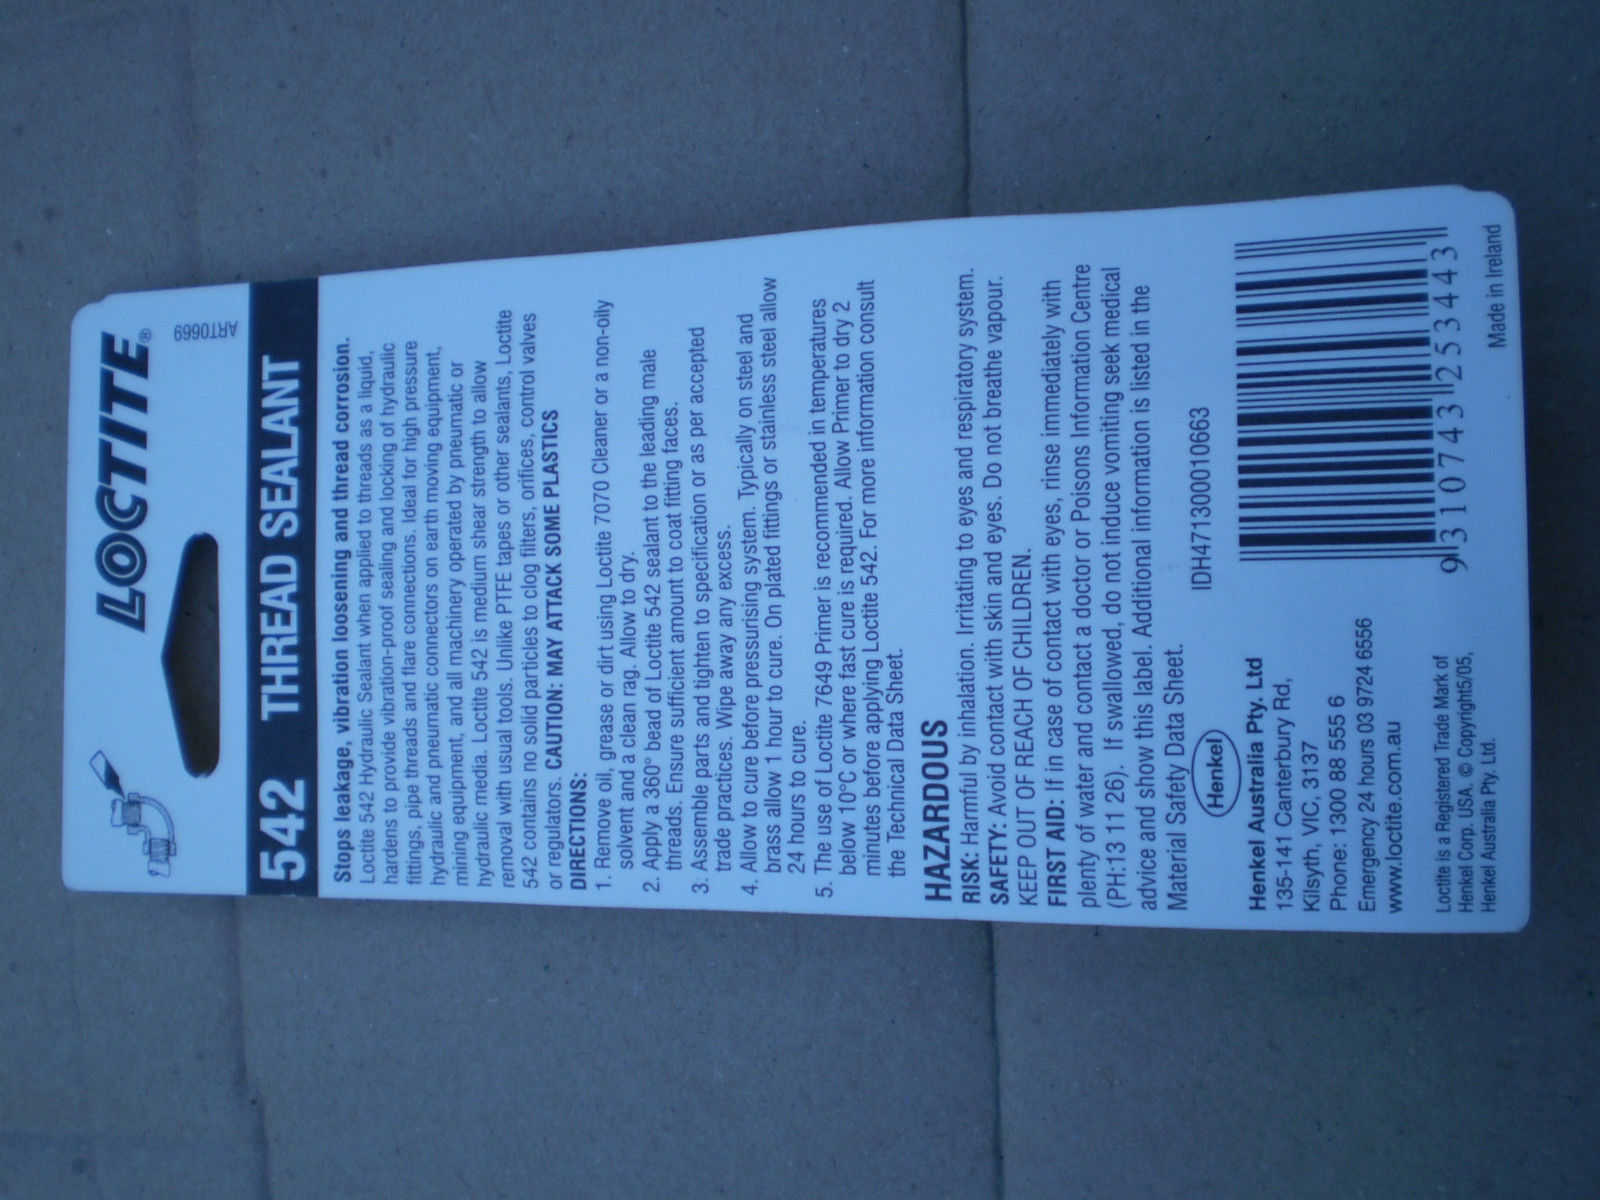 LOCTITE®
ART0669
542 THREAD SEALANT
Stops leakage, vibration loosening and thread corrosion.
Loctite 542 Hydraulic Sealant when applied to threads as a liquid,
hardens to provide vibration-proof sealing and locking of hydraulic
fittings, pipe threads and flare connections. Ideal for high pressure
hydraulic and pneumatic connectors on earth moving equipment,
mining equipment, and all machinery operated by pneumatic or
hydraulic media. Loctite 542 is medium shear strength to allow
removal with usual tools. Unlike PTFE tapes or other sealants, Loctite
542 contains no solid particles to clog filters, orifices, control valves
or regulators. CAUTION: MAY ATTACK SOME PLASTICS
DIRECTIONS:
1. Remove oil, grease or dirt using Loctite 7070 Cleaner or a non-oily
solvent and a clean rag. Allow to dry.
2. Apply a 360° bead of Loctite 542 sealant to the leading male
threads. Ensure sufficient amount to coat fitting faces.
3. Assemble parts and tighten to specification or as per accepted
trade practices. Wipe away any excess.
4. Allow to cure before pressurising system. Typically on steel and
brass allow 1 hour to cure. On plated fittings or stainless steel allow
24 hours to cure.
5. The use of Loctite 7649 Primer is recommended in temperatures
below 10°C or where fast cure is required. Allow Primer to dry 2
minutes before applying Loctite 542. For more information consult
the Technical Data Sheet.
HAZARDOUS
RISK: Harmful by inhalation. Irritating to eyes and respiratory system.
SAFETY: Avoid contact with skin and eyes. Do not breathe vapour.
KEEP OUT OF REACH OF CHILDREN.
FIRST AID: If in case of contact with eyes, rinse immediately with
plenty of water and contact a doctor or Poisons Information Centre
(PH:13 11 26). If swallowed, do not induce vomiting seek medical
advice and show this label. Additional information is listed in the
Material Safety Data Sheet.
Henkel
IDH47130010663
Henkel Australia Pty. Ltd
135-141 Canterbury Rd,
Kilsyth, VIC, 3137
Phone: 1300 88 555 6
Emergency 24 hours 03 9724 6556
www.loctite.com.au
Loctite is a Registered Trade Mark of
Henkel Corp. USA. © Copyright5/05,
Henkel Australia Pty. Ltd.
9310743253443
Made in Ireland